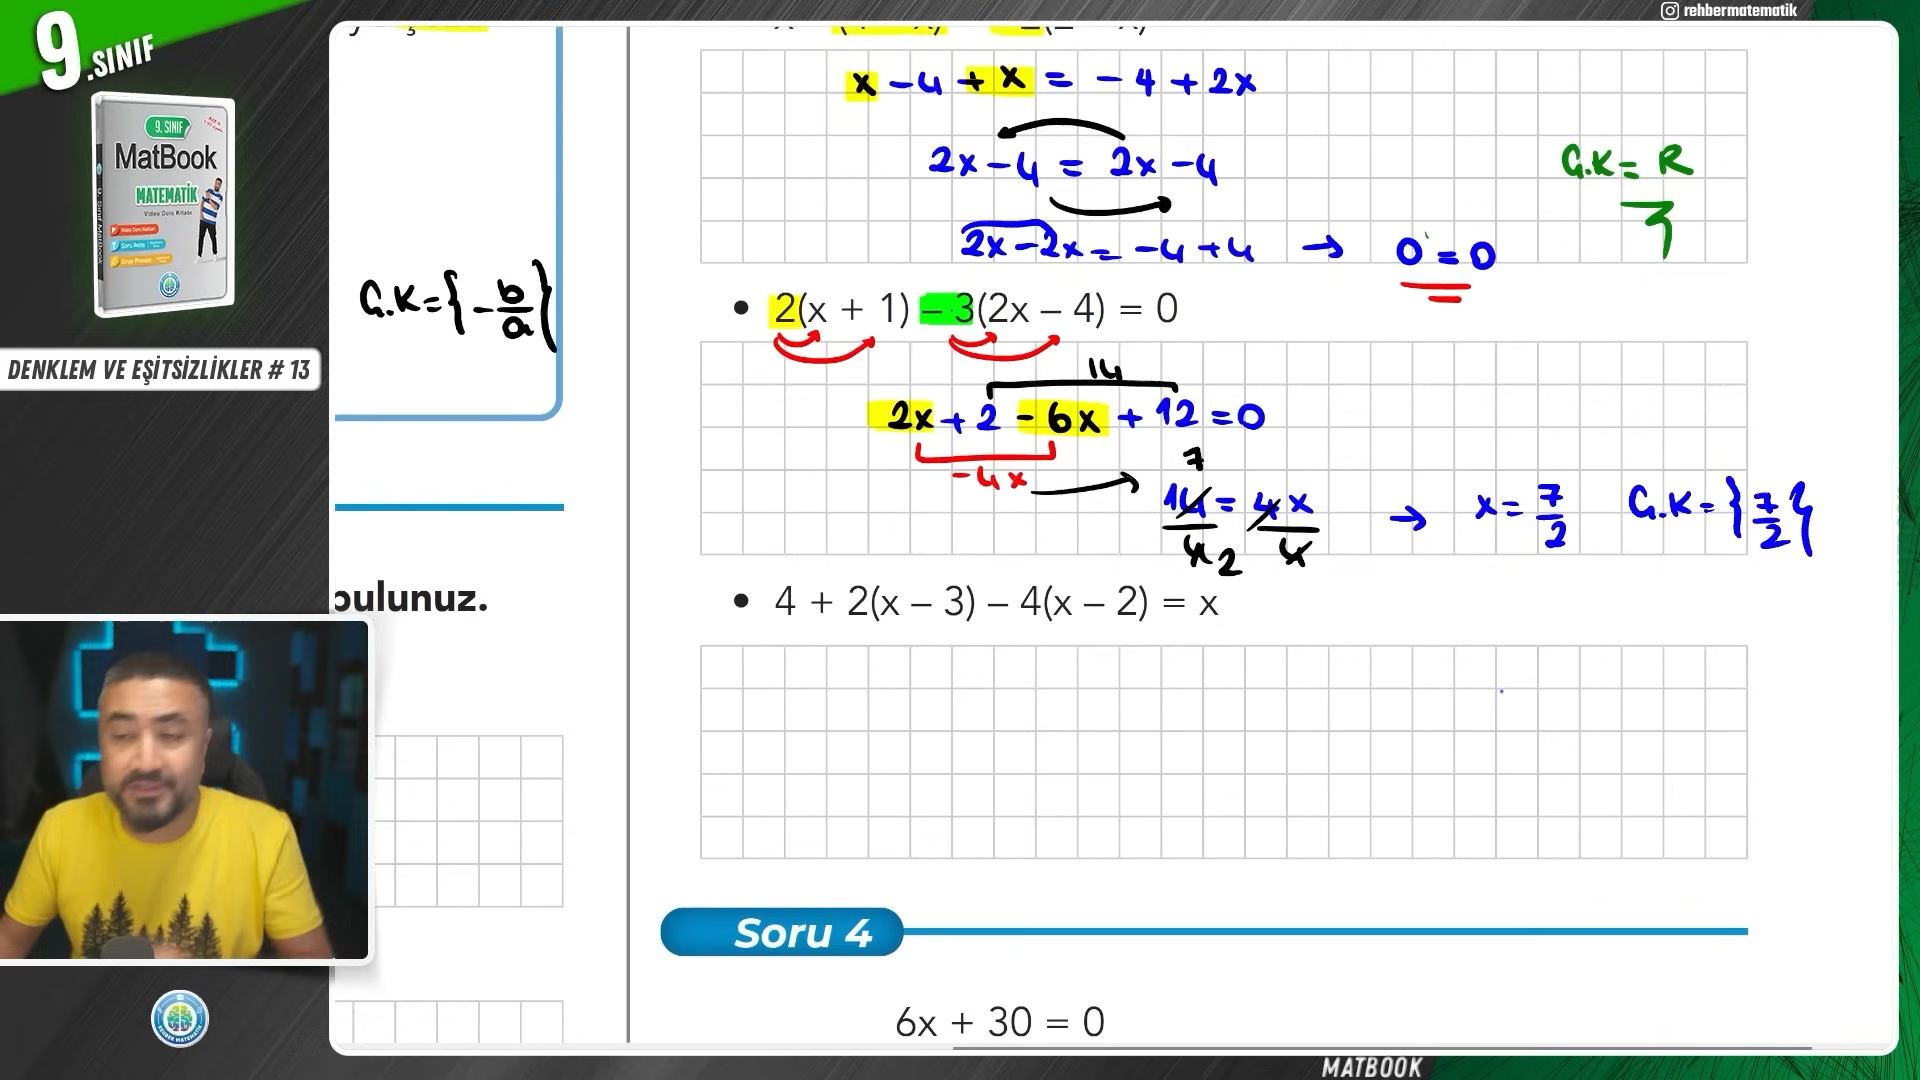 rehbermatematik
9.SINIF
9. SINIF
MatBook
MATEMATİK
Video Ders Kitabı
DENKLEM VE EŞİTSİZLİKLER # 13
Ç.K={-b/a}
bulunuz.
x - 4 + x = - 4 + 2x
2x - 4 = 2x - 4
2x - 2x = -4 + 4 → 0 = 0
Ç.K = R
• 2(x + 1) – 3(2x – 4) = 0
14
2x + 2 - 6x + 12 = 0
-4x
7
14/4 = 4x/4 → x = 7/2 Ç.K = {7/2}
2
• 4 + 2(x – 3) – 4(x – 2) = x
Soru 4
6x + 30 = 0
MATBOOK